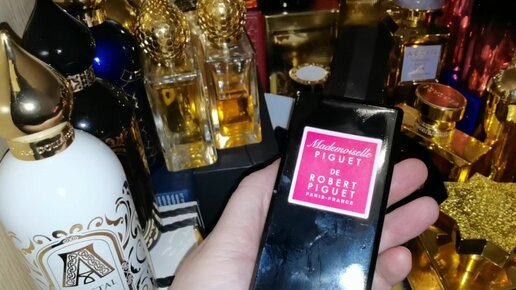 Mademoiselle
PIGUET
DE
ROBERT
PIGUET
PARIS-FRANCE
A